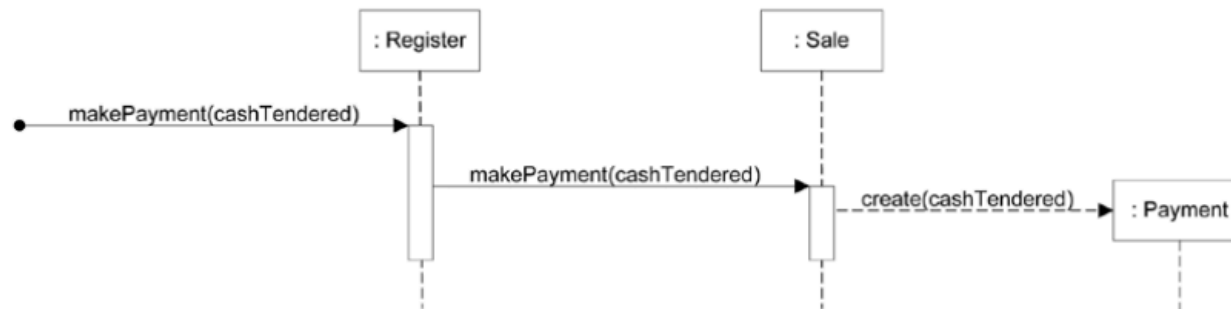 : Register
: Sale
makePayment(cashTendered)
makePayment(cashTendered)
create(cashTendered)
: Payment